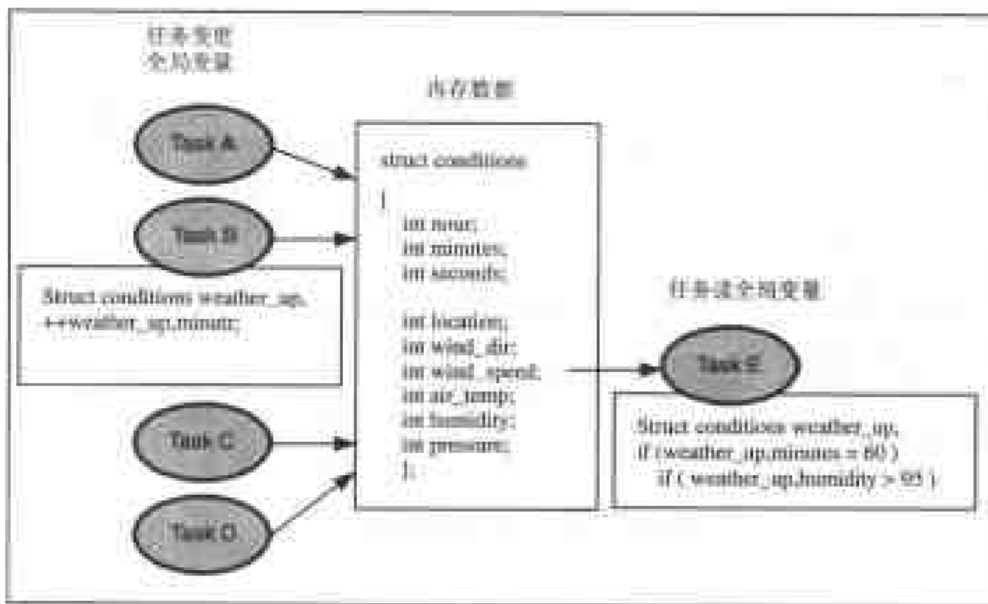 任务变更
全局变量
Task A
Task B
Struct conditions weather_up,
++weather_up,minute;
Task C
Task D
内存数据
struct conditions
{
int hour;
int minutes;
int seconds;
int location;
int wind_dir;
int wind_speed;
int air_temp;
int humidity;
int pressure;
};
任务读全局变量
Task E
Struct conditions weather_up,
if (weather_up,minutes = 60 )
if ( weather_up,humidity > 95 )